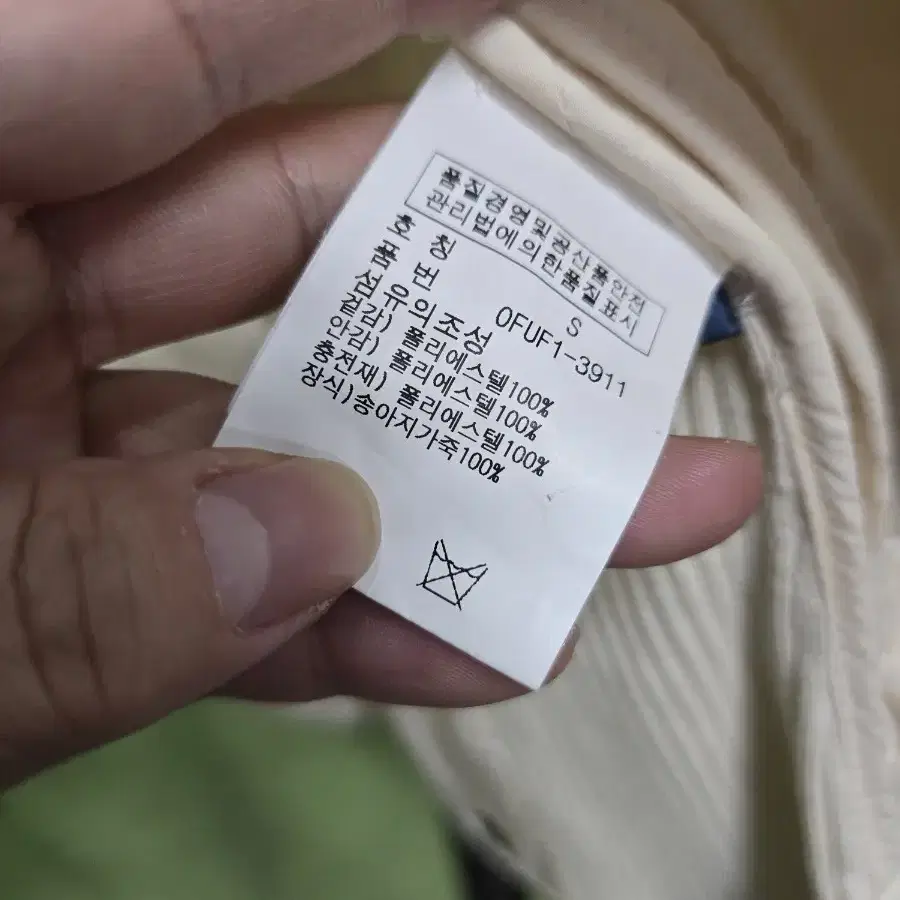 품질경영및공산품안전
관리법에의한품질표시
호 칭 S
품 번 0FUF1-3911
섬유의조성
겉감) 폴리에스텔100%
안감) 폴리에스텔100%
충전재) 폴리에스텔100%
장식)송아지가죽100%